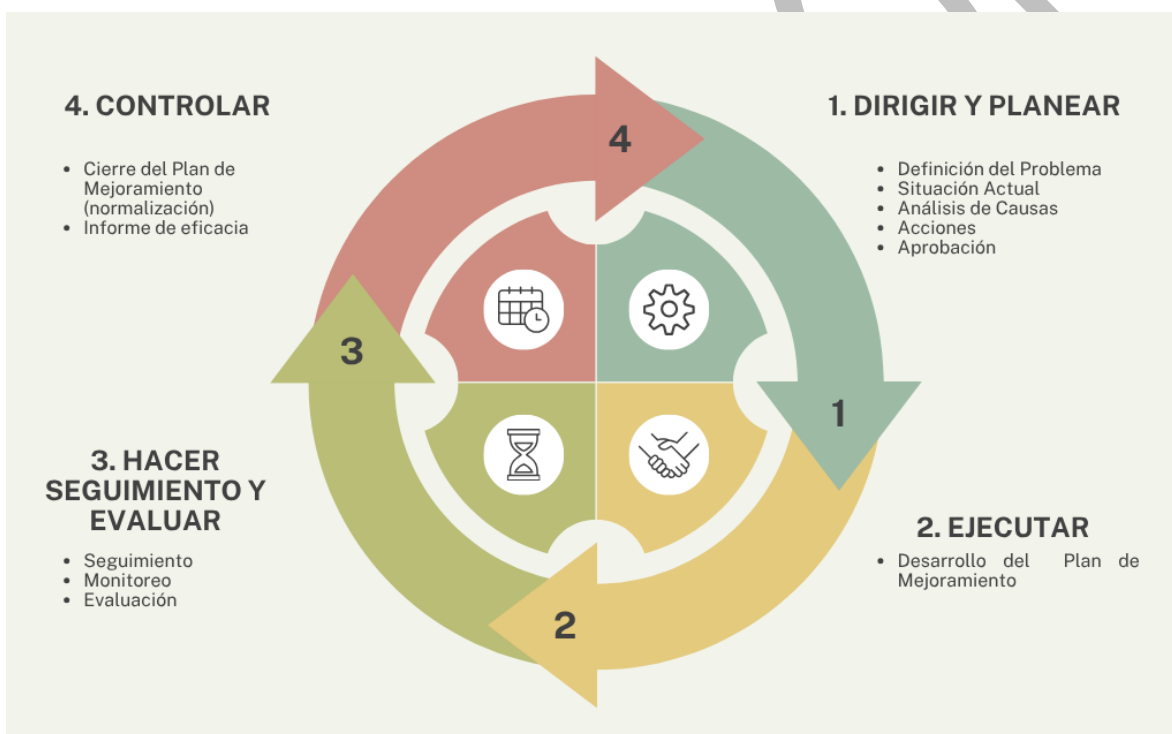 4. CONTROLAR
• Cierre del Plan de
Mejoramiento
(normalización)
• Informe de eficacia
1. DIRIGIR Y PLANEAR
• Definición del Problema
• Situación Actual
• Análisis de Causas
• Acciones
• Aprobación
4
3
1
2
3. HACER
SEGUIMIENTO Y
EVALUAR
• Seguimiento
• Monitoreo
• Evaluación
2. EJECUTAR
• Desarrollo del Plan de
Mejoramiento